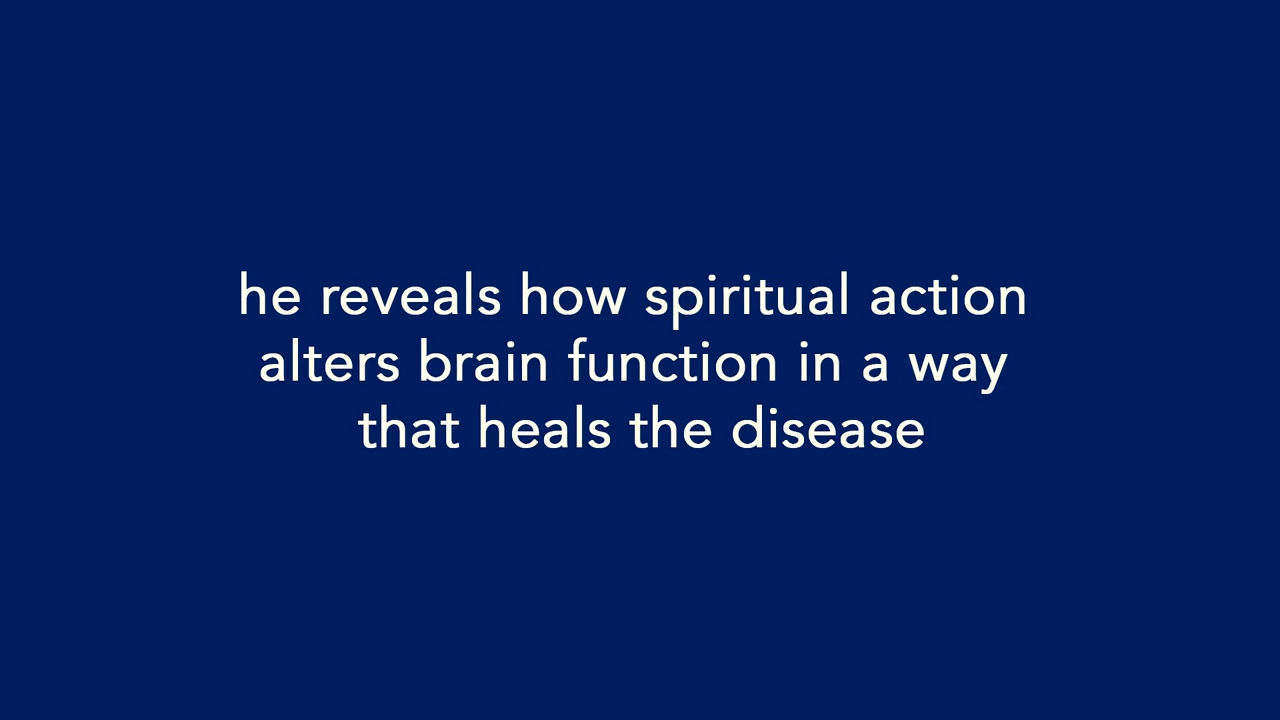 he reveals how spiritual action
alters brain function in a way
that heals the disease